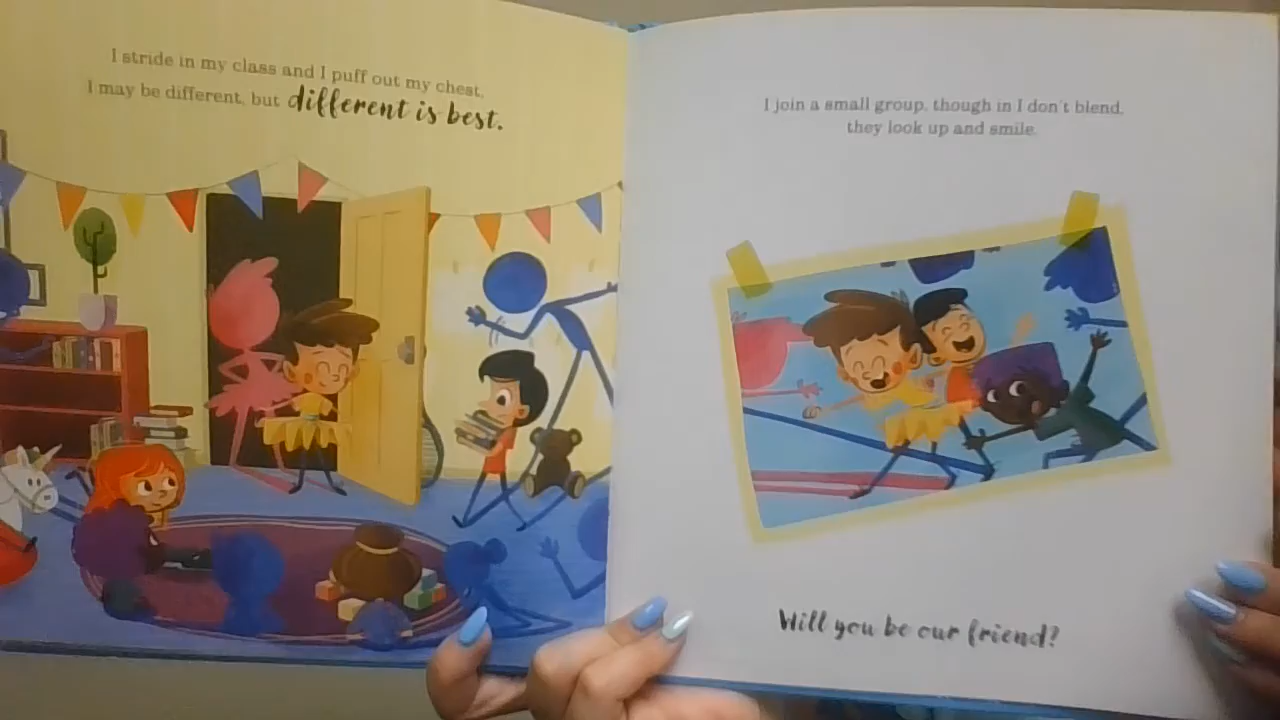 I stride in my class and I puff out my chest,
I may be different, but different is best.
I join a small group, though in I don't blend,
they look up and smile.
Will you be our friend?